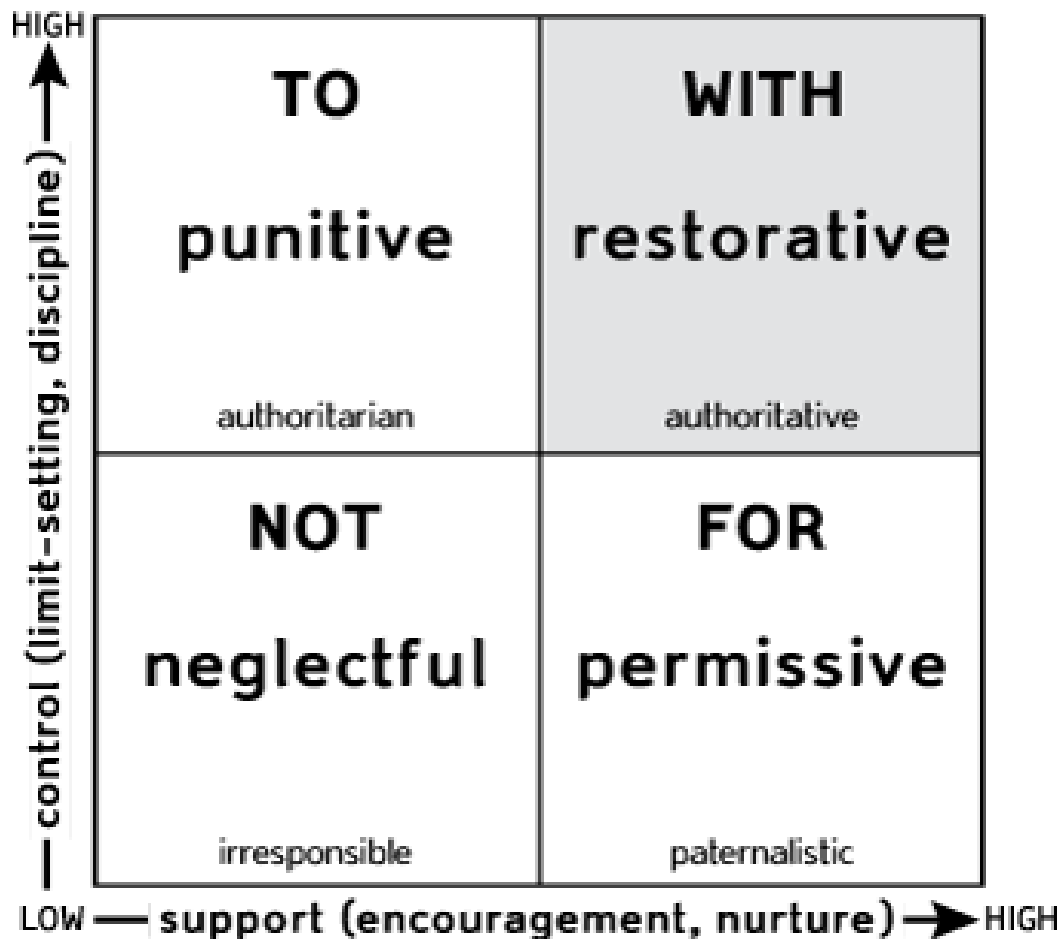 HIGH
TO
punitive
authoritarian
WITH
restorative
authoritative
NOT
neglectful
irresponsible
FOR
permissive
paternalistic
control (limit-setting, discipline)
LOW
support (encouragement, nurture)
HIGH